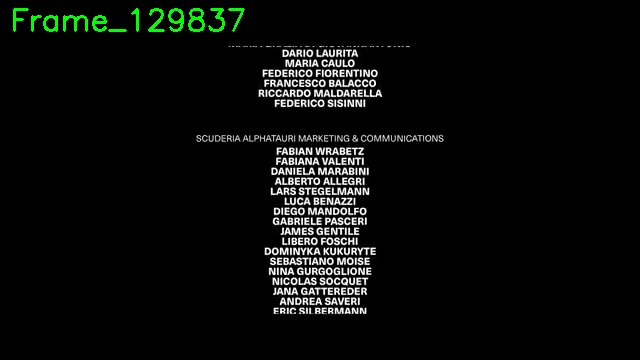 Frame_129837
DARIO LAURITA
MARIA CAULO
FEDERICO FIORENTINO
FRANCESCO BALACCO
RICCARDO MALDARELLA
FEDERICO SISINNI
SCUDERIA ALPHATAURI MARKETING & COMMUNICATIONS
FABIAN WRABETZ
FABIANA VALENTI
DANIELA MARABINI
ALBERTO ALLEGRI
LARS STEGELMANN
LUCA BENAZZI
DIEGO MANDOLFO
GABRIELE PASCERI
JAMES GENTILE
LIBERO FOSCHI
DOMINYKA KUKURYTE
SEBASTIANO MOISE
NINA GURGOGLIONE
NICOLAS SOCQUET
JANA GATTEREDER
ANDREA SAVERI
ERIC SILBERMANN